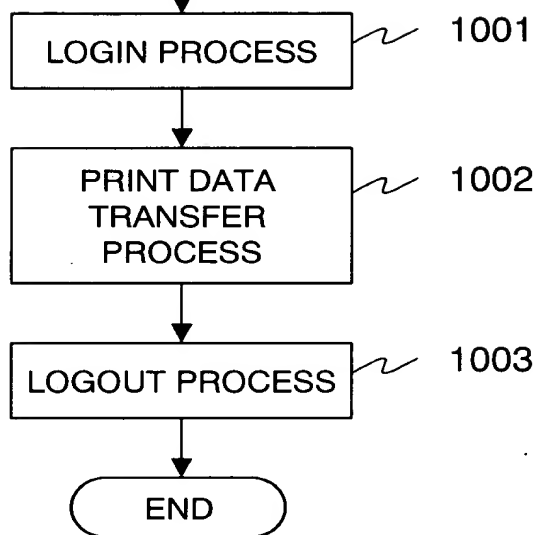 LOGIN PROCESS 1001
PRINT DATA 1002
TRANSFER
PROCESS
LOGOUT PROCESS 1003
END